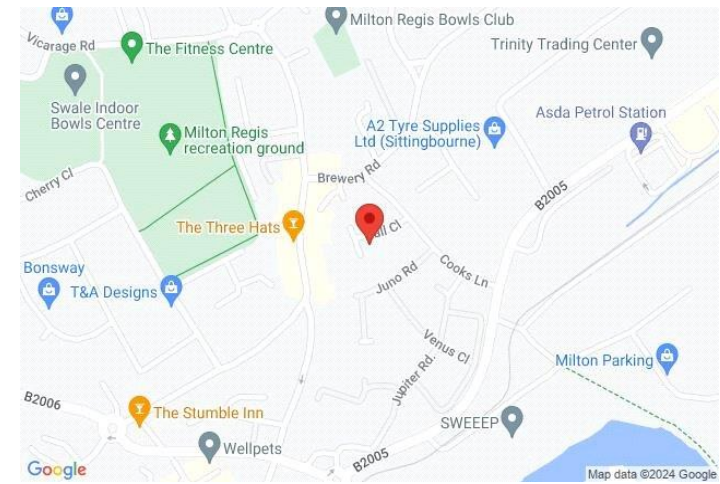 Milton Regis Bowls Club
Vicarage Rd
The Fitness Centre
Trinity Trading Center
Swale Indoor
Bowls Centre
Asda Petrol Station
A2 Tyre Supplies
Ltd (Sittingbourne)
Milton Regis
recreation ground
Brewery Rd
Cherry Cl
B2005
The Three Hats
Cl
Cooks Ln
Bonsway
T&A Designs
Juno Rd
Venus Cl
Milton Parking
Jupiter Rd.
B2006
The Stumble Inn
SWEEEP
Wellpets
B2005
Google
Map data ©2024 Google